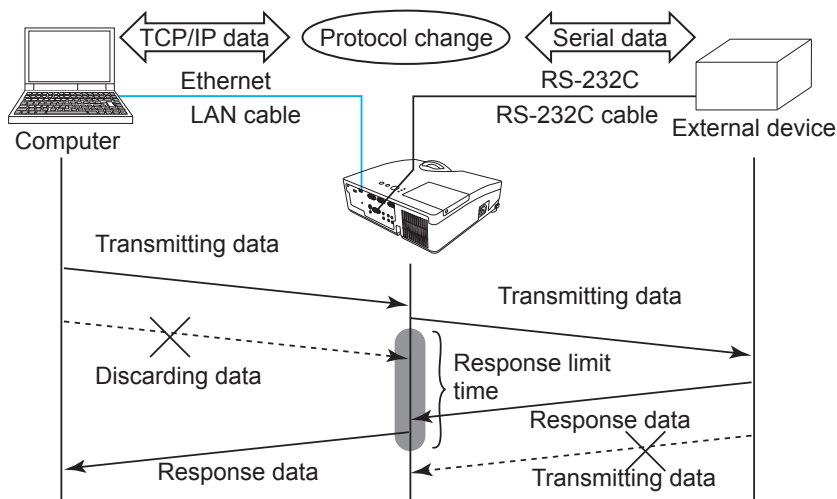 TCP/IP data
Protocol change
Serial data
Ethernet
RS-232C
LAN cable
RS-232C cable
Computer
External device
Transmitting data
Transmitting data
Discarding data
Response limit
time
Response data
Response data
Transmitting data